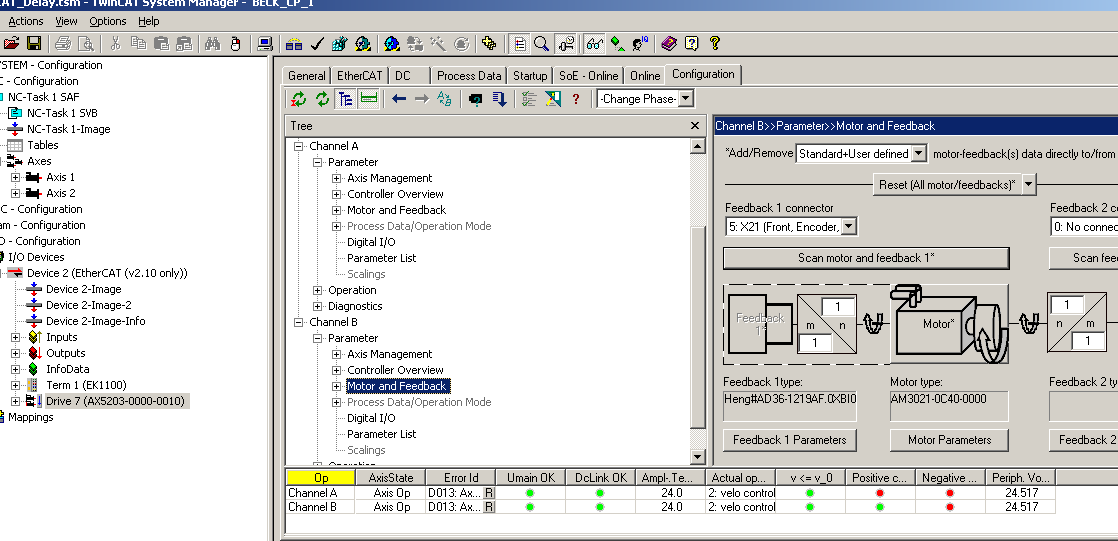 CAT_Delay.tsm - TwinCAT System Manager - BECK_CP_1
Actions View Options Help
YSTEM - Configuration
C - Configuration
NC-Task 1 SAF
NC-Task 1 SVB
NC-Task 1-Image
Tables
Axes
Axis 1
Axis 2
C - Configuration
am - Configuration
O - Configuration
I/O Devices
Device 2 (EtherCAT (v2.10 only))
Device 2-Image
Device 2-Image-2
Device 2-Image-Info
Inputs
Outputs
InfoData
Term 1 (EK1100)
Drive 7 (AX5203-0000-0010)
Mappings
General EtherCAT DC Process Data Startup SoE - Online Online Configuration
-Change Phase-
Tree
Channel A
Parameter
Axis Management
Controller Overview
Motor and Feedback
Process Data/Operation Mode
Digital I/O
Parameter List
Scalings
Operation
Diagnostics
Channel B
Parameter
Axis Management
Controller Overview
Motor and Feedback
Process Data/Operation Mode
Digital I/O
Parameter List
Scalings
Operation
Channel B>>Parameter>>Motor and Feedback
*Add/Remove Standard+User defined motor-feedback(s) data directly to/from
Reset (All motor/feedbacks)*
Feedback 1 connector Feedback 2 co
5: X21 (Front, Encoder, 0: No connec
Scan motor and feedback 1* Scan feed
Feedback 1*
1
m n
1
Motor*
1
n m
1
Feedback 1type: Motor type: Feedback 2 ty
Heng#AD36-1219AF.0XBI0 AM3021-0C40-0000
Feedback 1 Parameters Motor Parameters Feedback 2
Op AxisState Error Id Umain OK DcLink OK Ampl-.Te... Actual op... v <= v_0 Positive c... Negative ... Periph. Vo...
Channel A Axis Op D013: Ax... R 24.0 2: velo control 24.517
Channel B Axis Op D013: Ax... R 24.0 2: velo control 24.517